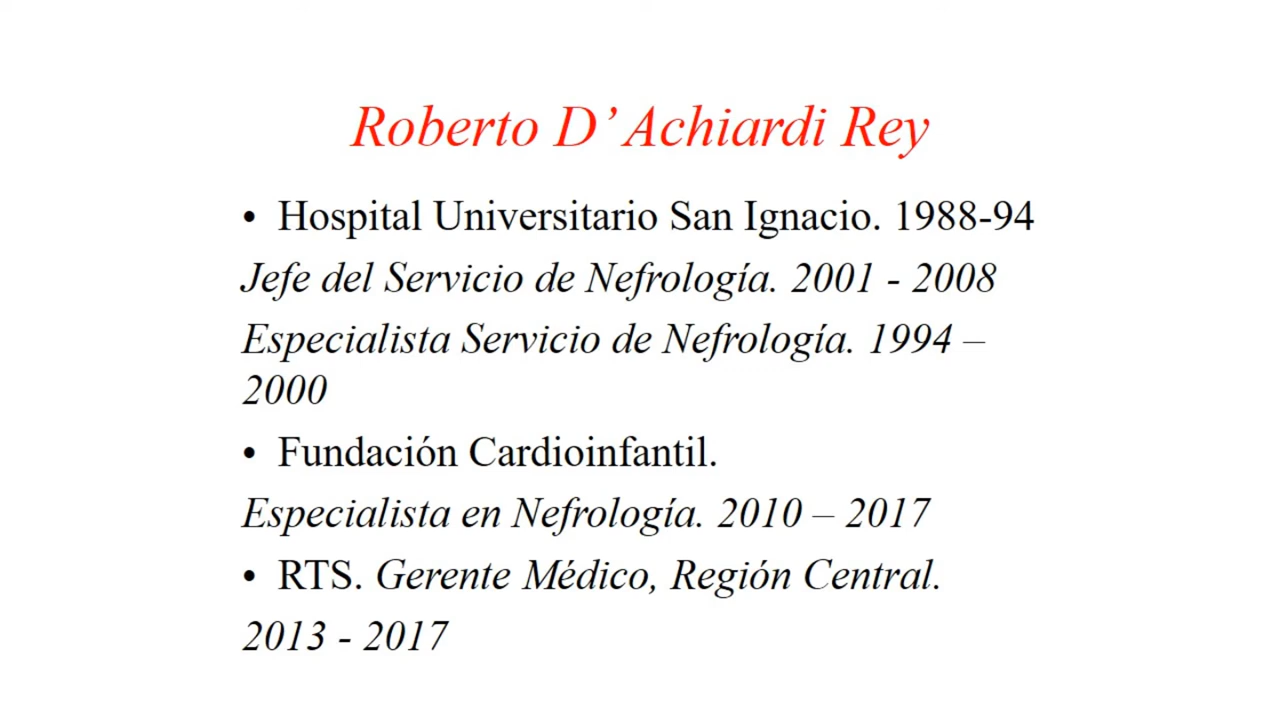 Roberto D’ Achiardi Rey
• Hospital Universitario San Ignacio. 1988-94
Jefe del Servicio de Nefrología. 2001 - 2008
Especialista Servicio de Nefrología. 1994 –
2000
• Fundación Cardioinfantil.
Especialista en Nefrología. 2010 – 2017
• RTS. Gerente Médico, Región Central.
2013 - 2017